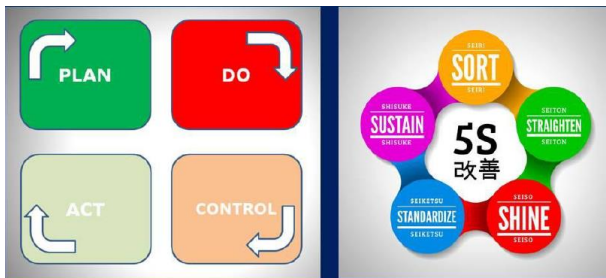 PLAN
DO
ACT
CONTROL
SEIRI
SORT
SEIRI
SEITON
STRAIGHTEN
SEITON
SEISO
SHINE
SEISO
SEIKETSU
STANDARDIZE
SEIKETSU
SHISUKE
SUSTAIN
SHISUKE
5S
改善